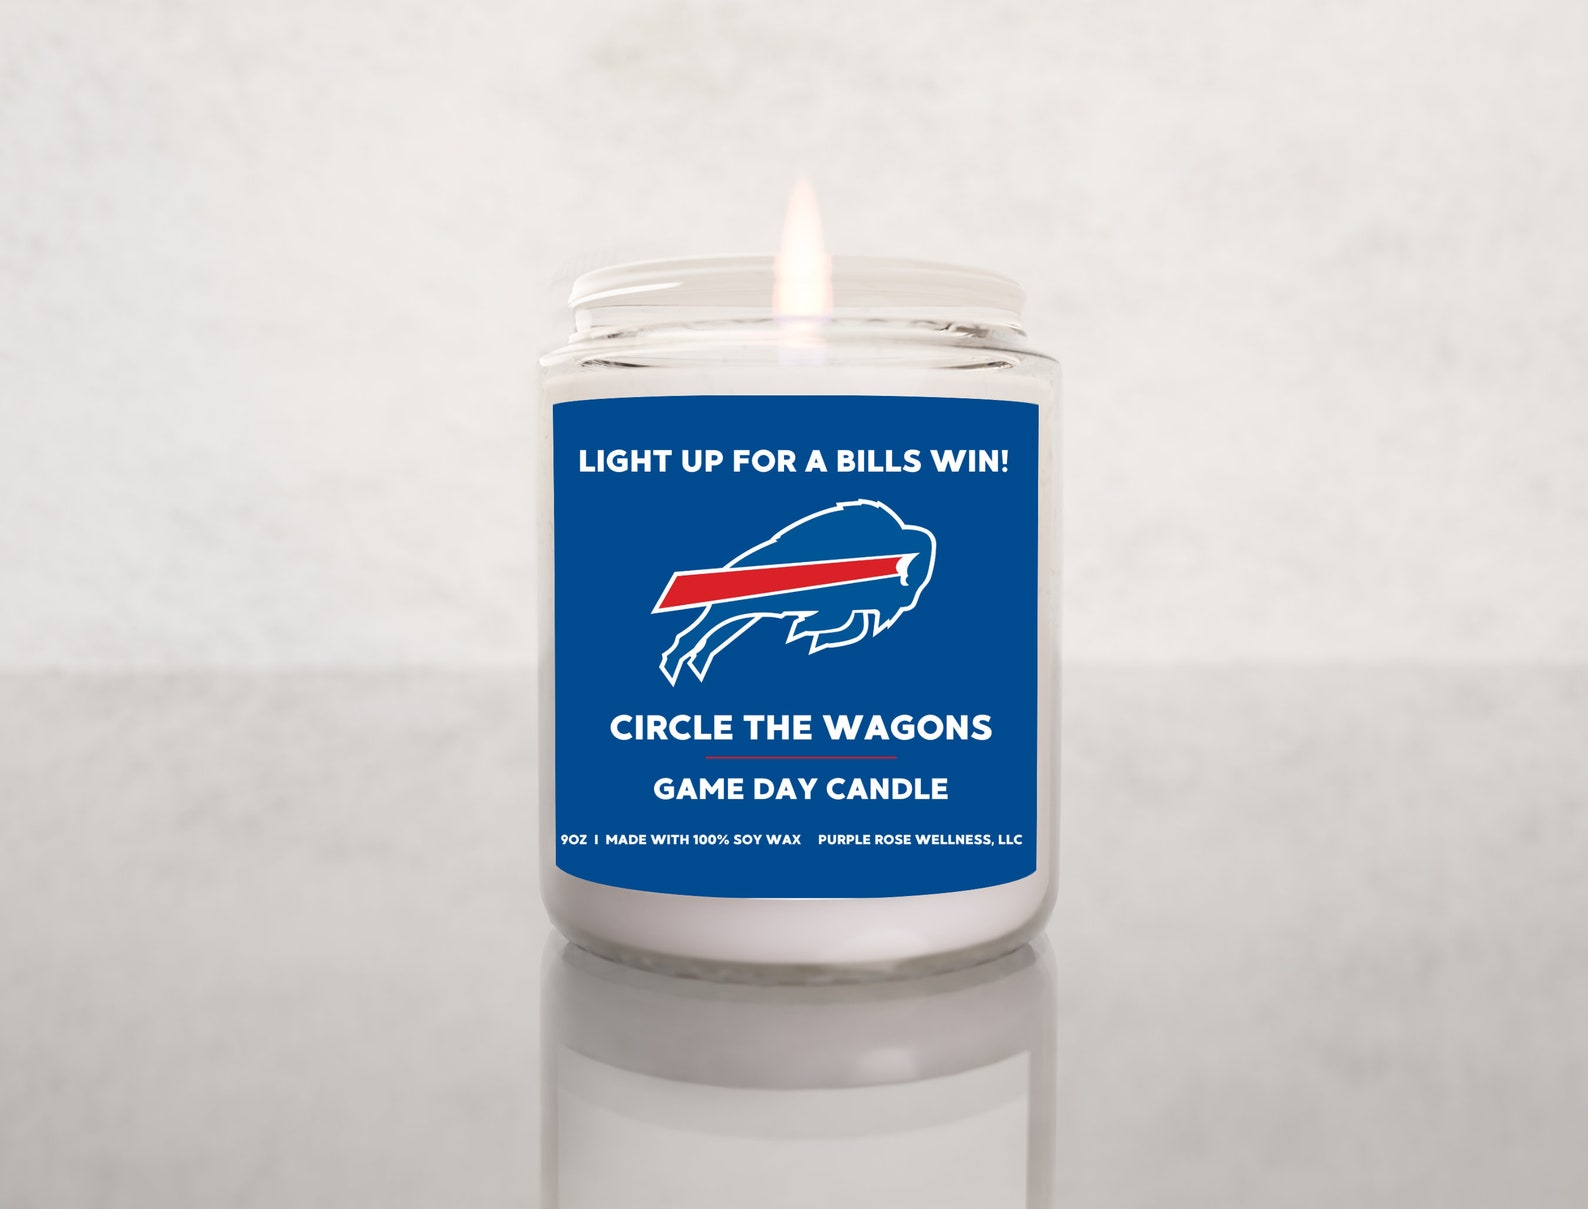 LIGHT UP FOR A BILLS WIN!
CIRCLE THE WAGONS
GAME DAY CANDLE
9OZ I MADE WITH 100% SOY WAX PURPLE ROSE WELLNESS, LLC